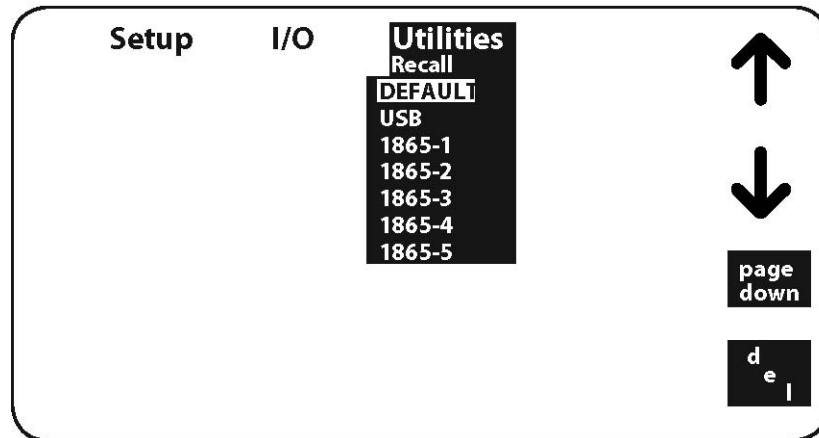 Setup I/O Utilities
Recall
DEFAULT
USB
1865-1
1865-2
1865-3
1865-4
1865-5
page
down
d
e
l